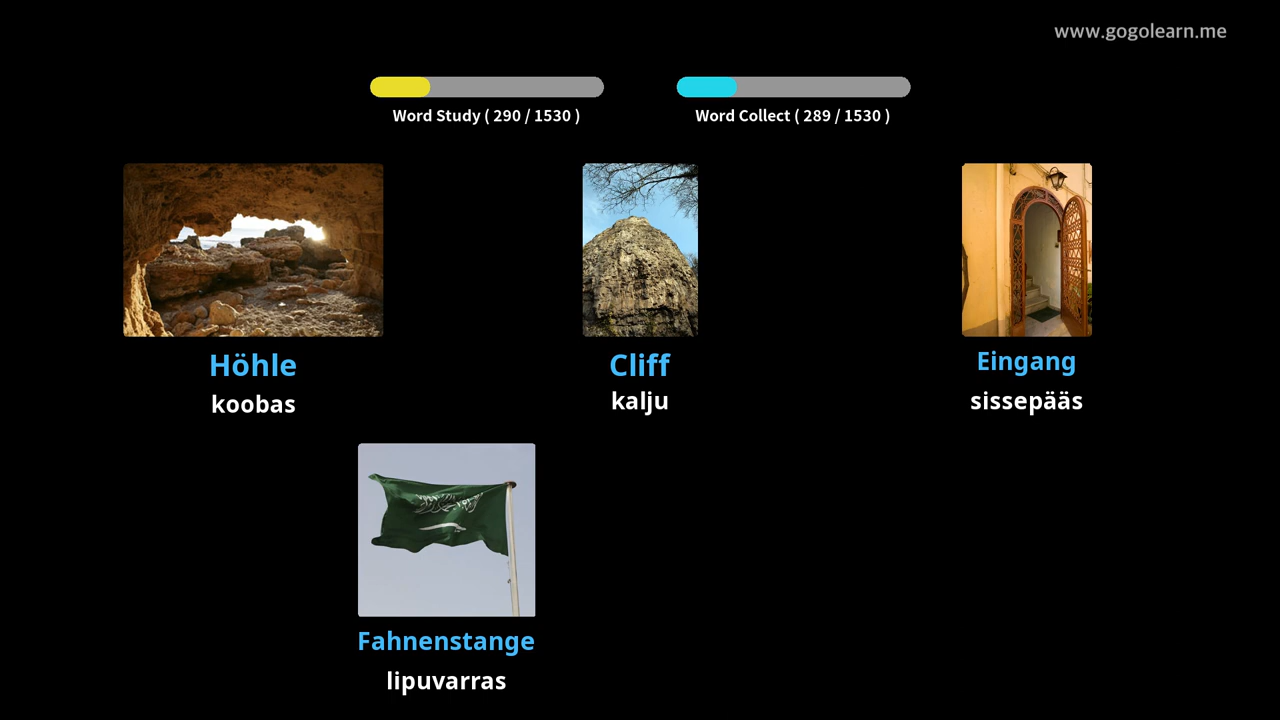 www.gogolearn.me
Word Study ( 290 / 1530 )
Word Collect ( 289 / 1530 )
Höhle
koobas
Cliff
kalju
Eingang
sissepääs
Fahnenstange
lipuvarras